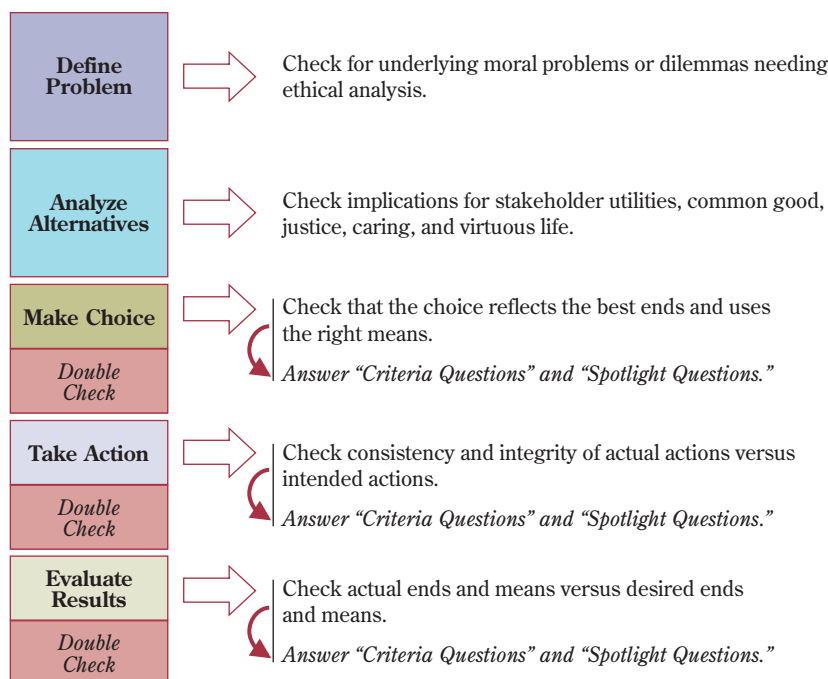 Define
Problem
Check for underlying moral problems or dilemmas needing
ethical analysis.
Analyze
Alternatives
Check implications for stakeholder utilities, common good,
justice, caring, and virtuous life.
Make Choice
Check that the choice reflects the best ends and uses
the right means.
Double
Check
Answer “Criteria Questions” and “Spotlight Questions.”
Take Action
Check consistency and integrity of actual actions versus
intended actions.
Double
Check
Answer “Criteria Questions” and “Spotlight Questions.”
Evaluate
Results
Check actual ends and means versus desired ends
and means.
Double
Check
Answer “Criteria Questions” and “Spotlight Questions.”